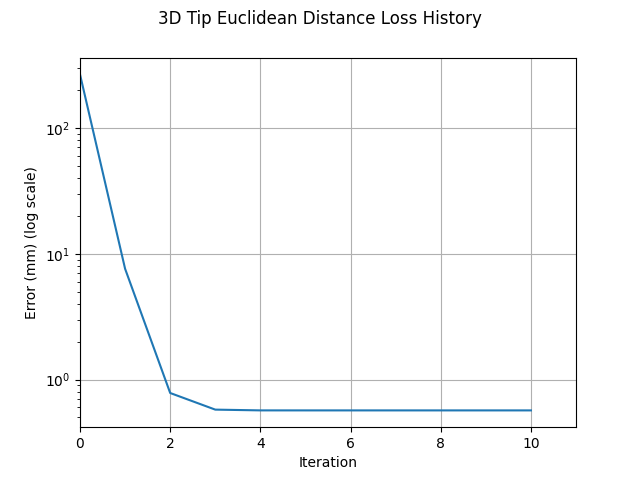 3D Tip Euclidean Distance Loss History
Error (mm) (log scale)
10²
10¹
10⁰
0 2 4 6 8 10
Iteration